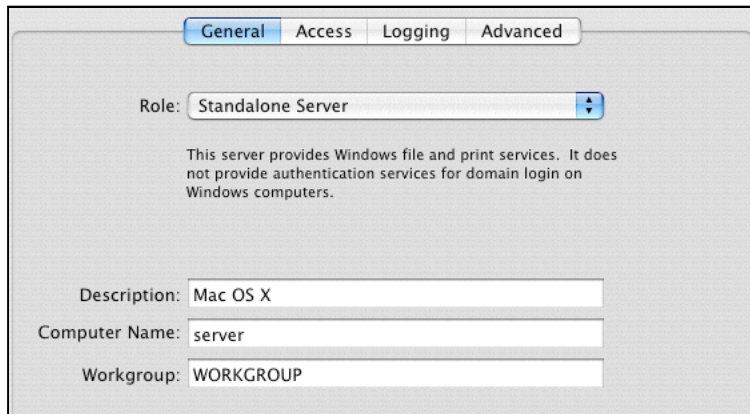 General Access Logging Advanced
Role: Standalone Server
This server provides Windows file and print services. It does
not provide authentication services for domain login on
Windows computers.
Description: Mac OS X
Computer Name: server
Workgroup: WORKGROUP